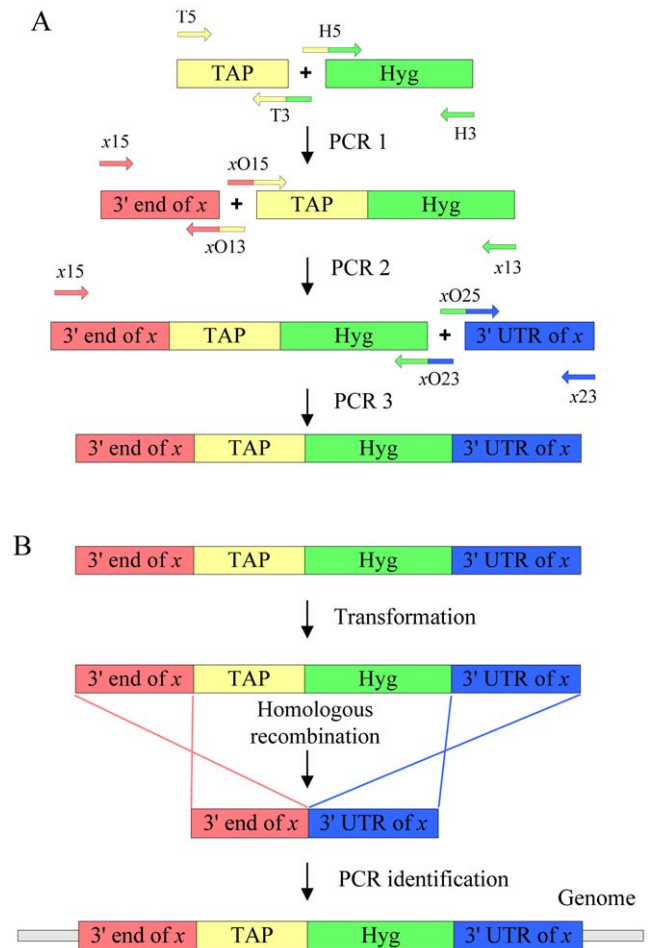 A
T5
H5
TAP + Hyg
T3
H3
PCR 1
x15
xO15
3' end of x + TAP Hyg
xO13
x13
PCR 2
x15
xO25
3' end of x TAP Hyg + 3' UTR of x
xO23
x23
PCR 3
3' end of x TAP Hyg 3' UTR of x
B
3' end of x TAP Hyg 3' UTR of x
Transformation
3' end of x TAP Hyg 3' UTR of x
Homologous
recombination
3' end of x 3' UTR of x
PCR identification
Genome
3' end of x TAP Hyg 3' UTR of x